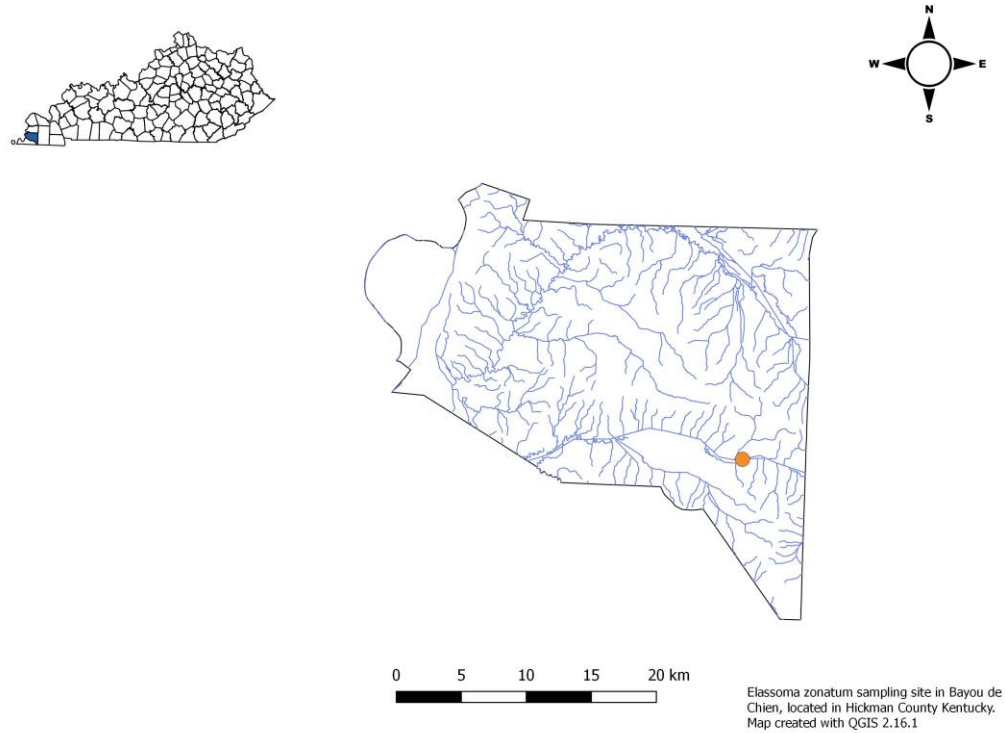 N
W E
S
0 5 10 15 20 km
Elassoma zonatum sampling site in Bayou de
Chien, located in Hickman County Kentucky.
Map created with QGIS 2.16.1